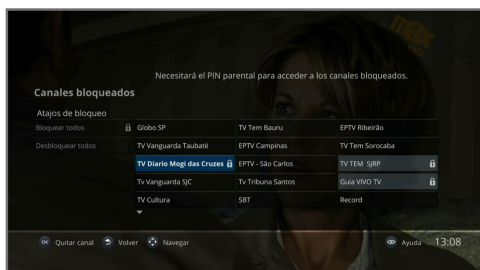 max
Necesitará el PIN parental para acceder a los canales bloqueados.
Canales bloqueados
Atajos de bloqueo
Bloquear todos
Desbloquear todos
Globo SP
TV Tem Bauru
EPTV Ribeirão
TV Vanguarda Taubaté
EPTV Campinas
TV Tem Sorocaba
TV Diario Mogi das Cruzes
EPTV - São Carlos
TV TEM SJRP
Tv Vanguarda SJC
Tv Tribuna Santos
Guia VIVO TV
TV Cultura
SBT
Record
OK Quitar canal
Volver
Navegar
Ayuda
13:08